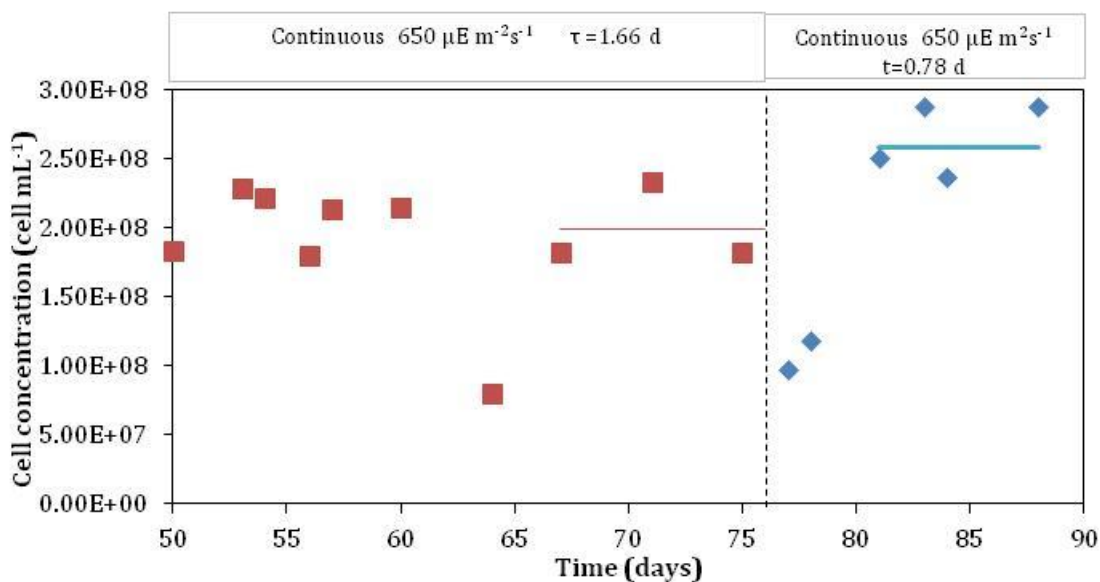 Continuous 650 μE m⁻²s⁻¹ τ =1.66 d
Continuous 650 μE m²s⁻¹
t=0.78 d
Cell concentration (cell mL⁻¹)
3.00E+08
2.50E+08
2.00E+08
1.50E+08
1.00E+08
5.00E+07
0.00E+00
50 55 60 65 70 75 80 85 90
Time (days)